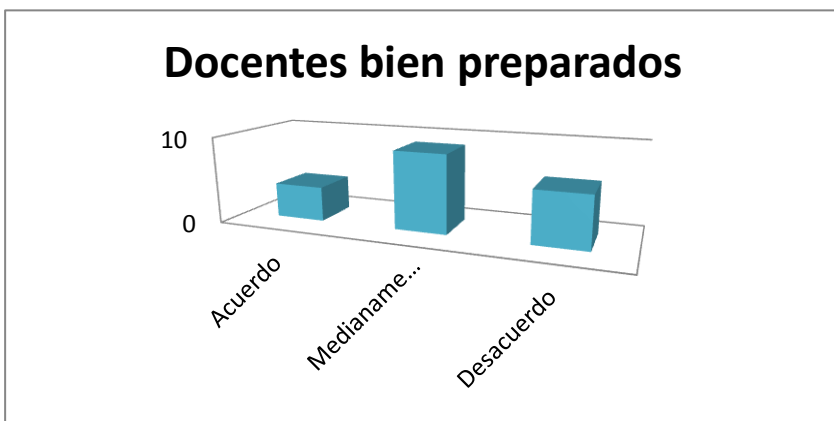 Docentes bien preparados
10
0
Acuerdo
Medianame...
Desacuerdo